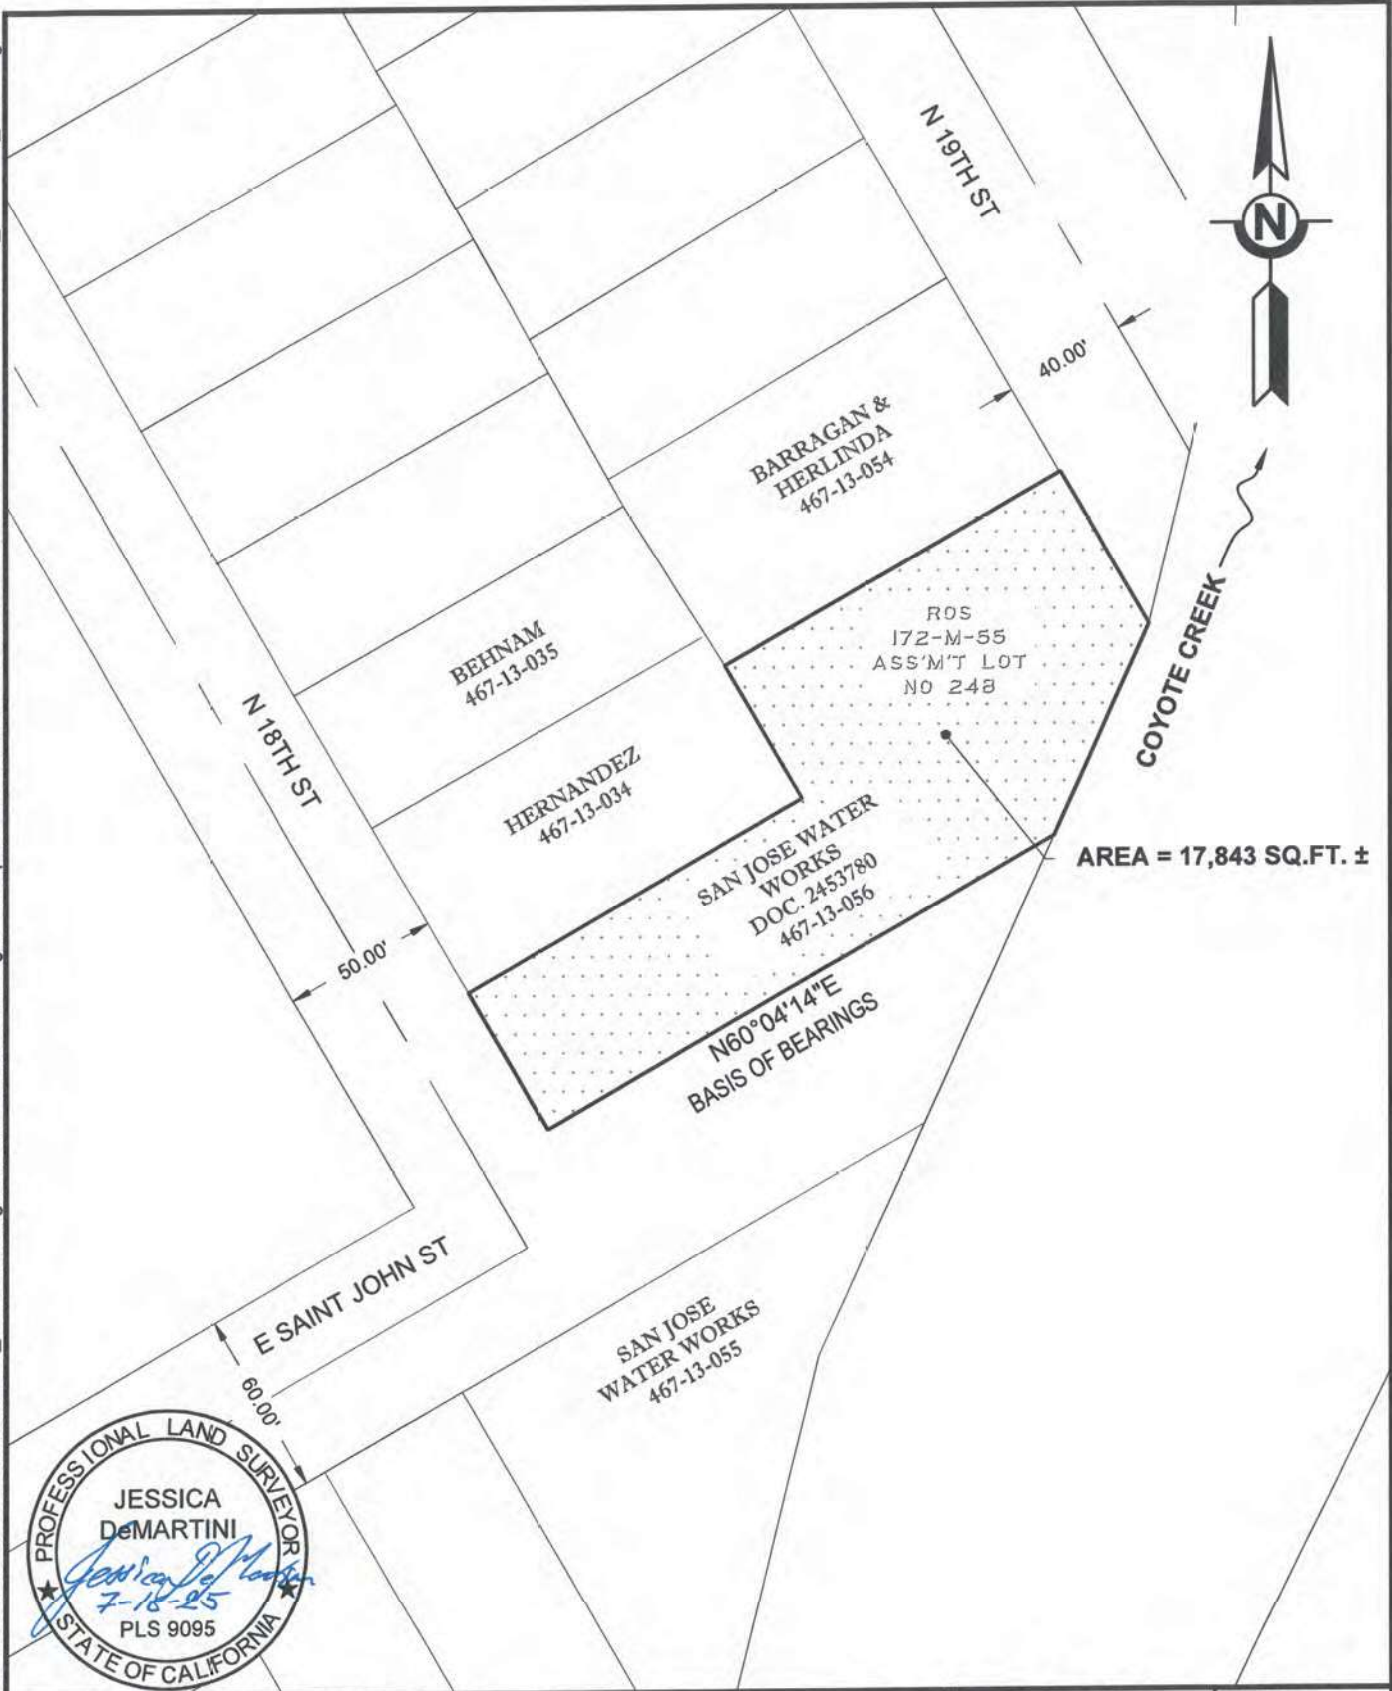 N 19TH ST
N
40.00'
BARRAGAN &
HERLINDA
467-13-054
ROS
172-M-55
ASS'M'T LOT
NO 248
COYOTE CREEK
BEHNAM
467-13-035
N 18TH ST
HERNANDEZ
467-13-034
SAN JOSE WATER
WORKS
DOC. 2453780
467-13-056
AREA = 17,843 SQ.FT. ±
50.00'
N60°04'14"E
BASIS OF BEARINGS
E SAINT JOHN ST
60.00'
SAN JOSE
WATER WORKS
467-13-055
PROFESSIONAL LAND SURVEYOR
JESSICA
DeMARTINI
Jessica DeMartini
7-18-25
PLS 9095
STATE OF CALIFORNIA